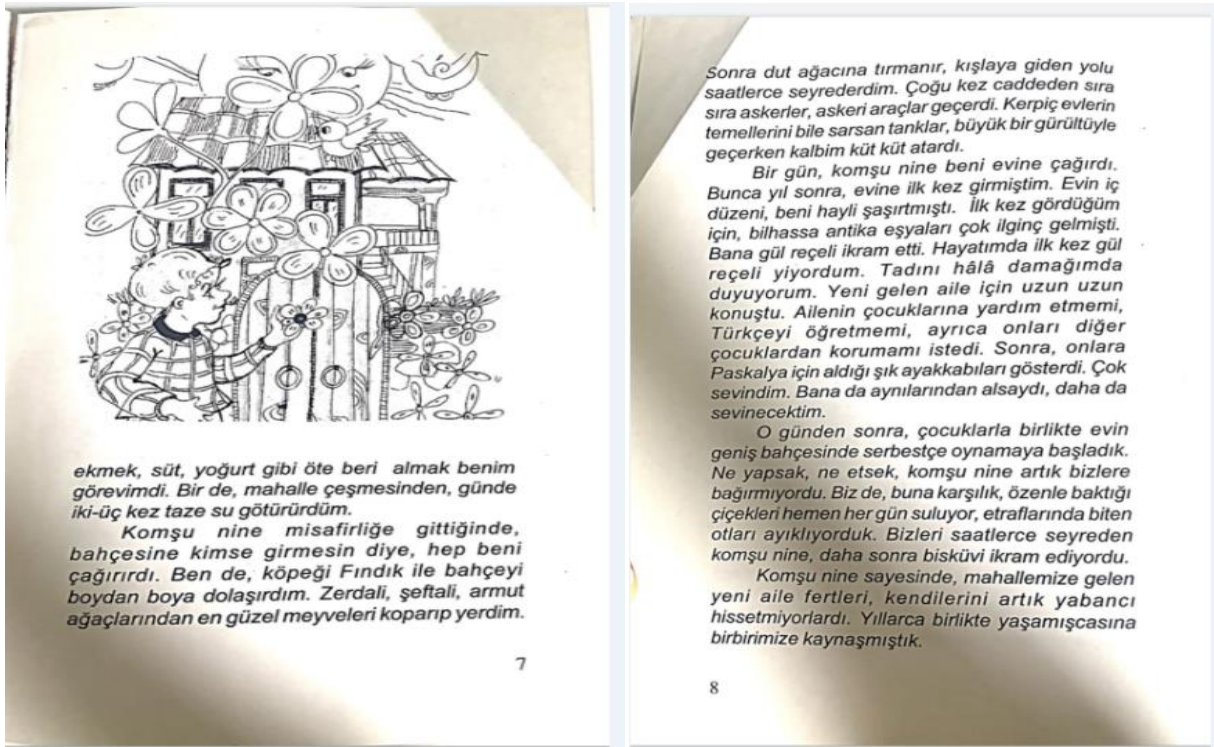 ekmek, süt, yoğurt gibi öte beri almak benim
görevimdi. Bir de, mahalle çeşmesinden, günde
iki-üç kez taze su götürürdüm.
Komşu nine misafirliğe gittiğinde,
bahçesine kimse girmesin diye, hep beni
çağırırdı. Ben de, köpeği Fındık ile bahçeyi
boydan boya dolaşırdım. Zerdali, şeftali, armut
ağaçlarından en güzel meyveleri koparıp yerdim.
7
Sonra dut ağacına tırmanır, kışlaya giden yolu
saatlerce seyrederdim. Çoğu kez caddeden sıra
sıra askerler, askeri araçlar geçerdi. Kerpiç evlerin
temellerini bile sarsan tanklar, büyük bir gürültüyle
geçerken kalbim küt küt atardı.
Bir gün, komşu nine beni evine çağırdı.
Bunca yıl sonra, evine ilk kez girmiştim. Evin iç
düzeni, beni hayli şaşırtmıştı. İlk kez gördüğüm
için, bilhassa antika eşyaları çok ilginç gelmişti.
Bana gül reçeli ikram etti. Hayatımda ilk kez gül
reçeli yiyordum. Tadını hâlâ damağımda
duyuyorum. Yeni gelen aile için uzun uzun
konuştu. Ailenin çocuklarına yardım etmemi,
Türkçeyi öğretmemi, ayrıca onları diğer
çocuklardan korumamı istedi. Sonra, onlara
Paskalya için aldığı şık ayakkabıları gösterdi. Çok
sevindim. Bana da aynılarından alsaydı, daha da
sevinecektim.
O günden sonra, çocuklarla birlikte evin
geniş bahçesinde serbestçe oynamaya başladık.
Ne yapsak, ne etsek, komşu nine artık bizlere
bağırmıyordu. Biz de, buna karşılık, özenle baktığı
çiçekleri hemen her gün suluyor, etraflarında biten
otları ayıklıyorduk. Bizleri saatlerce seyreden
komşu nine, daha sonra bisküvi ikram ediyordu.
Komşu nine sayesinde, mahallemize gelen
yeni aile fertleri, kendilerini artık yabancı
hissetmiyorlardı. Yıllarca birlikte yaşamışcasına
birbirimize kaynaşmıştık.
8